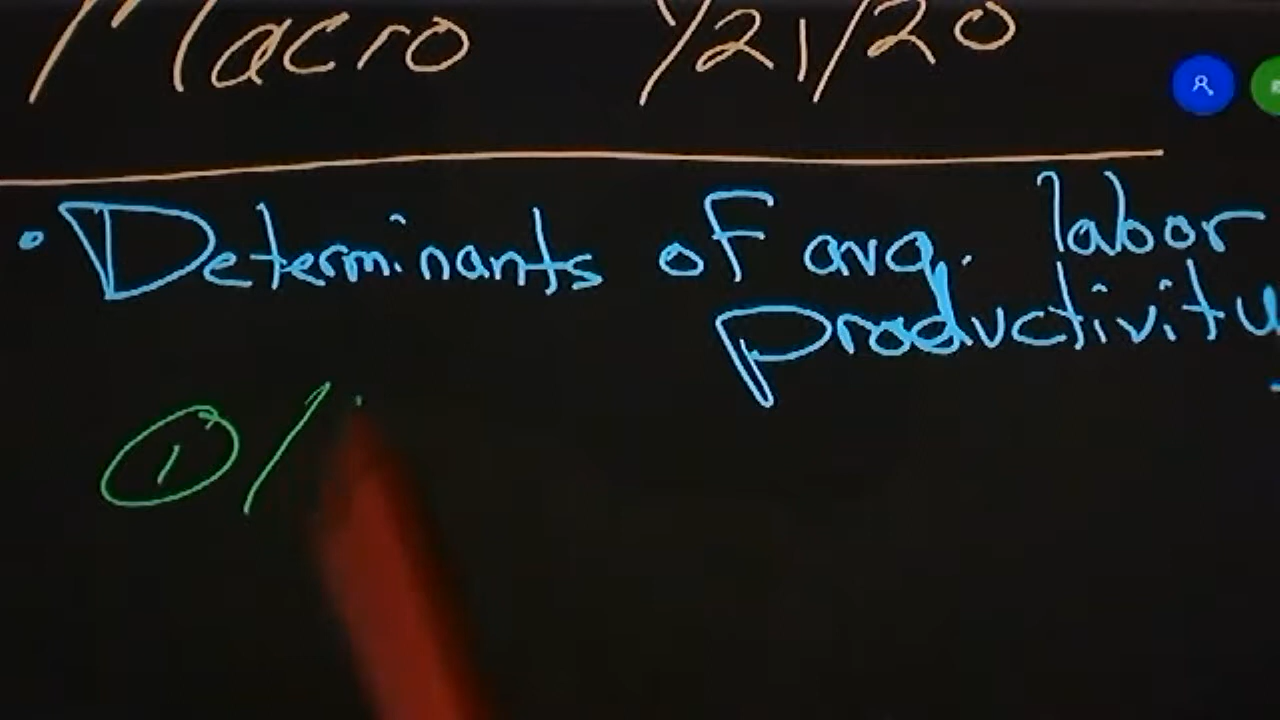 Macro 1/21/20
• Determinants of avg. labor
productivity
①